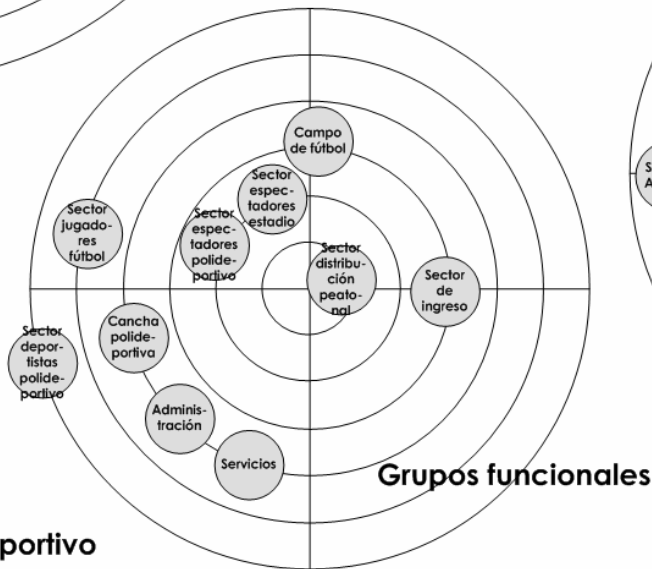 Campo
de fútbol
Sector
espec-
tadores
estadio
Sector
espec-
tadores
polide-
portivo
Sector
jugado-
res
fútbol
Sector
distribu-
ción
peato-
nal
Sector
de
ingreso
Cancha
polide-
portiva
Sector
depor-
tistas
polide-
portivo
Adminis-
tración
Servicios
Grupos funcionales
portivo